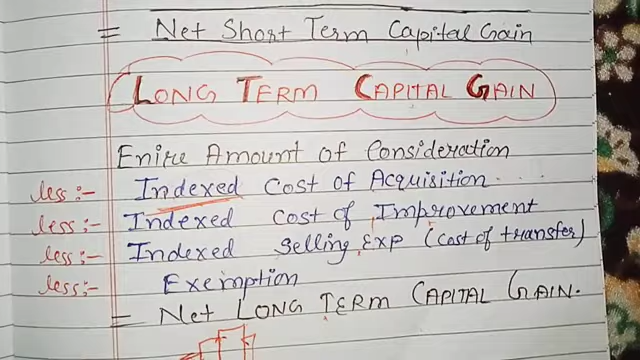 = Net Short Term Capital Gain
LONG TERM CAPITAL GAIN
Enire Amount of Consideration
less:- Indexed Cost of Acquisition....
less:- Indexed Cost of Improvement
less:- Indexed Selling Exp (Cost of transfer)
less:- Exemption
= Net LONG TERM CAPITAL GAIN.